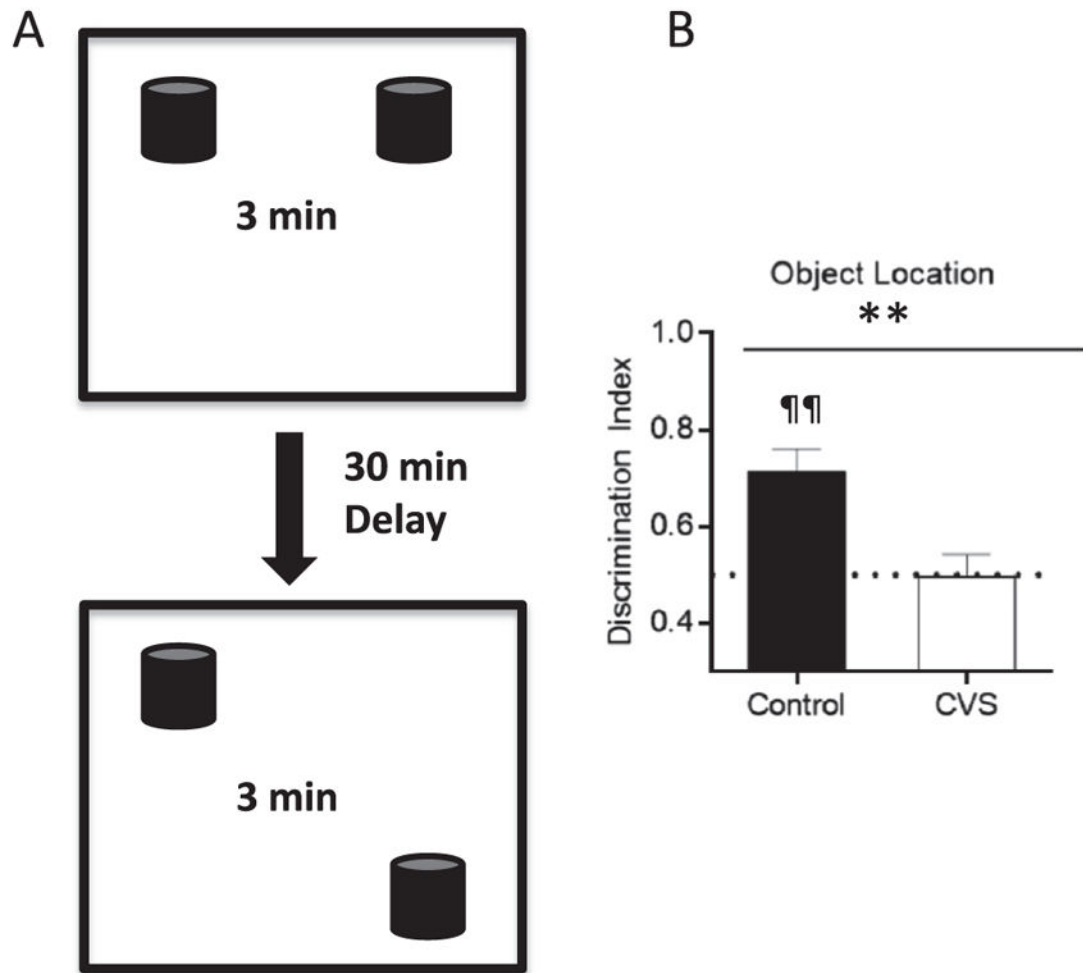 A
3 min
30 min
Delay
3 min
B
Object Location
**
¶¶
Discrimination Index
1.0
0.8
0.6
0.4
Control
CVS